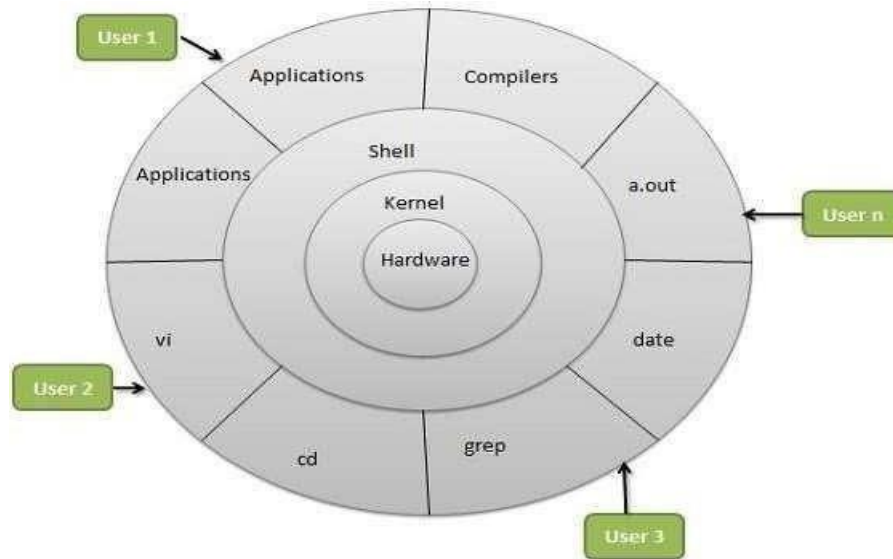 User 1
Applications
Compilers
Shell
Applications
a.out
Kernel
User n
Hardware
vi
date
User 2
cd
grep
User 3